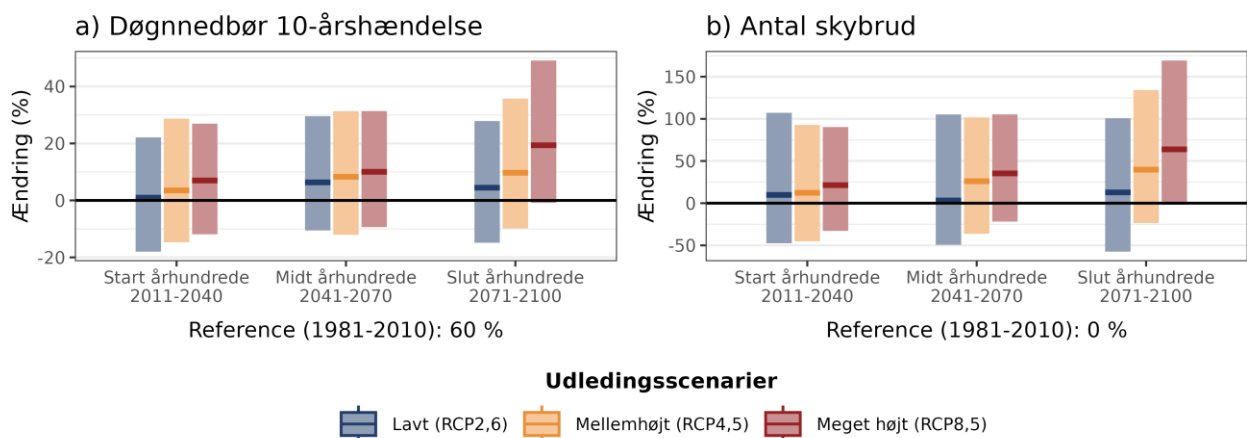 a) Døgnnedbør 10-årshændelse
Ændring (%)
40
20
0
-20
Start århundrede
2011-2040
Midt århundrede
2041-2070
Slut århundrede
2071-2100
Reference (1981-2010): 60 %
b) Antal skybrud
Ændring (%)
150
100
50
0
-50
Start århundrede
2011-2040
Midt århundrede
2041-2070
Slut århundrede
2071-2100
Reference (1981-2010): 0 %
Udledingsscenarier
Lavt (RCP2,6)
Mellemhøjt (RCP4,5)
Meget højt (RCP8,5)